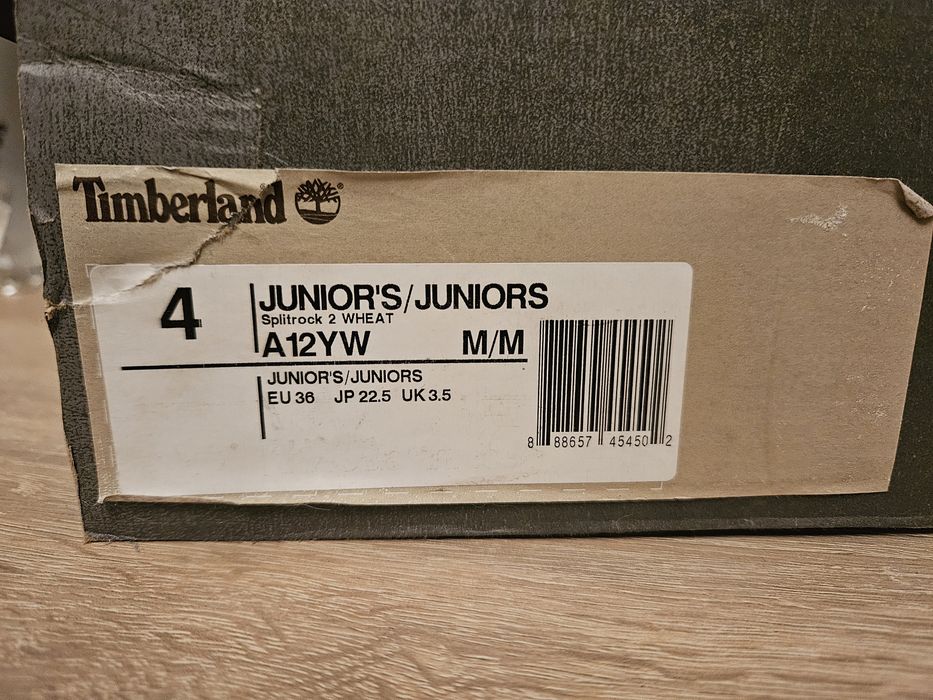 Timberland ®
4
JUNIOR'S/JUNIORS
Splitrock 2 WHEAT
A12YW M/M
JUNIOR'S/JUNIORS
EU 36 JP 22.5 UK 3.5
8 88657 45450 2